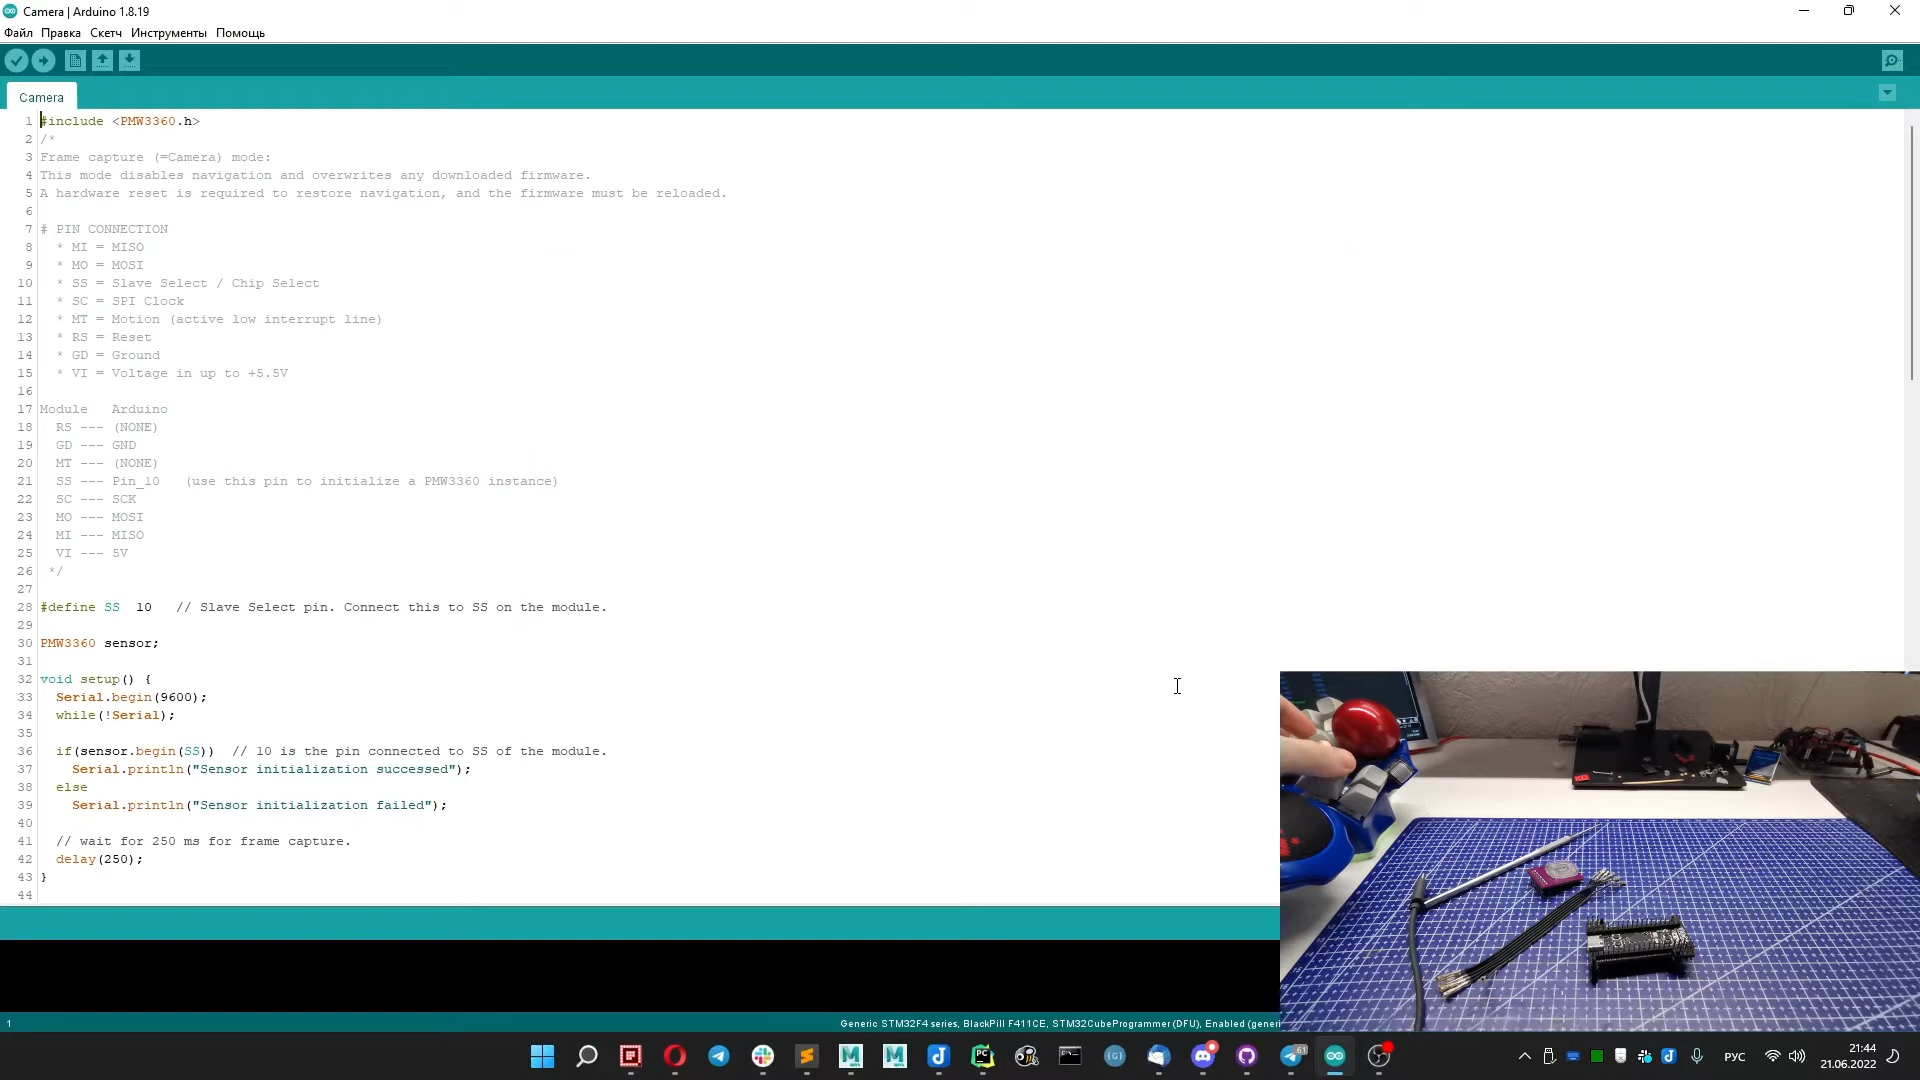 Camera | Arduino 1.8.19
Файл Правка Скетч Инструменты Помощь
Camera
1 #include <PMW3360.h>
2 /*
3 Frame capture (=Camera) mode:
4 This mode disables navigation and overwrites any downloaded firmware.
5 A hardware reset is required to restore navigation, and the firmware must be reloaded.
6
7 # PIN CONNECTION
8 * MI = MISO
9 * MO = MOSI
10 * SS = Slave Select / Chip Select
11 * SC = SPI Clock
12 * MT = Motion (active low interrupt line)
13 * RS = Reset
14 * GD = Ground
15 * VI = Voltage in up to +5.5V
16
17 Module Arduino
18 RS --- (NONE)
19 GD --- GND
20 MT --- (NONE)
21 SS --- Pin_10 (use this pin to initialize a PMW3360 instance)
22 SC --- SCK
23 MO --- MOSI
24 MI --- MISO
25 VI --- 5V
26 */
27
28 #define SS 10 // Slave Select pin. Connect this to SS on the module.
29
30 PMW3360 sensor;
31
32 void setup() {
33 Serial.begin(9600);
34 while(!Serial);
35
36 if(sensor.begin(SS)) // 10 is the pin connected to SS of the module.
37 Serial.println("Sensor initialization successed");
38 else
39 Serial.println("Sensor initialization failed");
40
41 // wait for 250 ms for frame capture.
42 delay(250);
43 }
44
1
Generic STM32F4 series, BlackPill F411CE, STM32CubeProgrammer (DFU), Enabled (generi
PC
61
РУС
21:44
21.06.2022